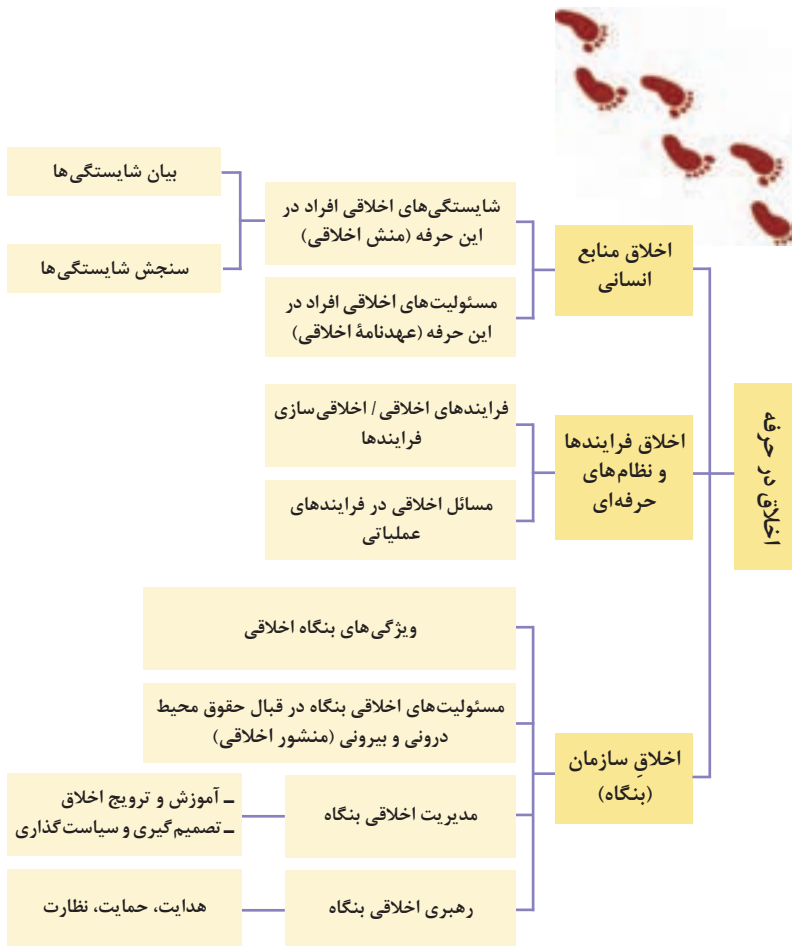 اخلاق در حرفه
اخلاق منابع
انسانی
شایستگی‌های اخلاقی افراد در
این حرفه (منش اخلاقی)
بیان شایستگی‌ها
سنجش شایستگی‌ها
مسئولیت‌های اخلاقی افراد در
این حرفه (عهدنامهٔ اخلاقی)
اخلاق فرایندها
و نظام‌های
حرفه‌ای
فرایندهای اخلاقی / اخلاقی‌سازی
فرایندها
مسائل اخلاقی در فرایندهای
عملیاتی
اخلاقِ سازمان
(بنگاه)
ویژگی‌های بنگاه اخلاقی
مسئولیت‌های اخلاقی بنگاه در قبال حقوق محیط
درونی و بیرونی (منشور اخلاقی)
مدیریت اخلاقی بنگاه
ـ آموزش و ترویج اخلاق
ـ تصمیم‌گیری و سیاست‌گذاری
رهبری اخلاقی بنگاه
هدایت، حمایت، نظارت